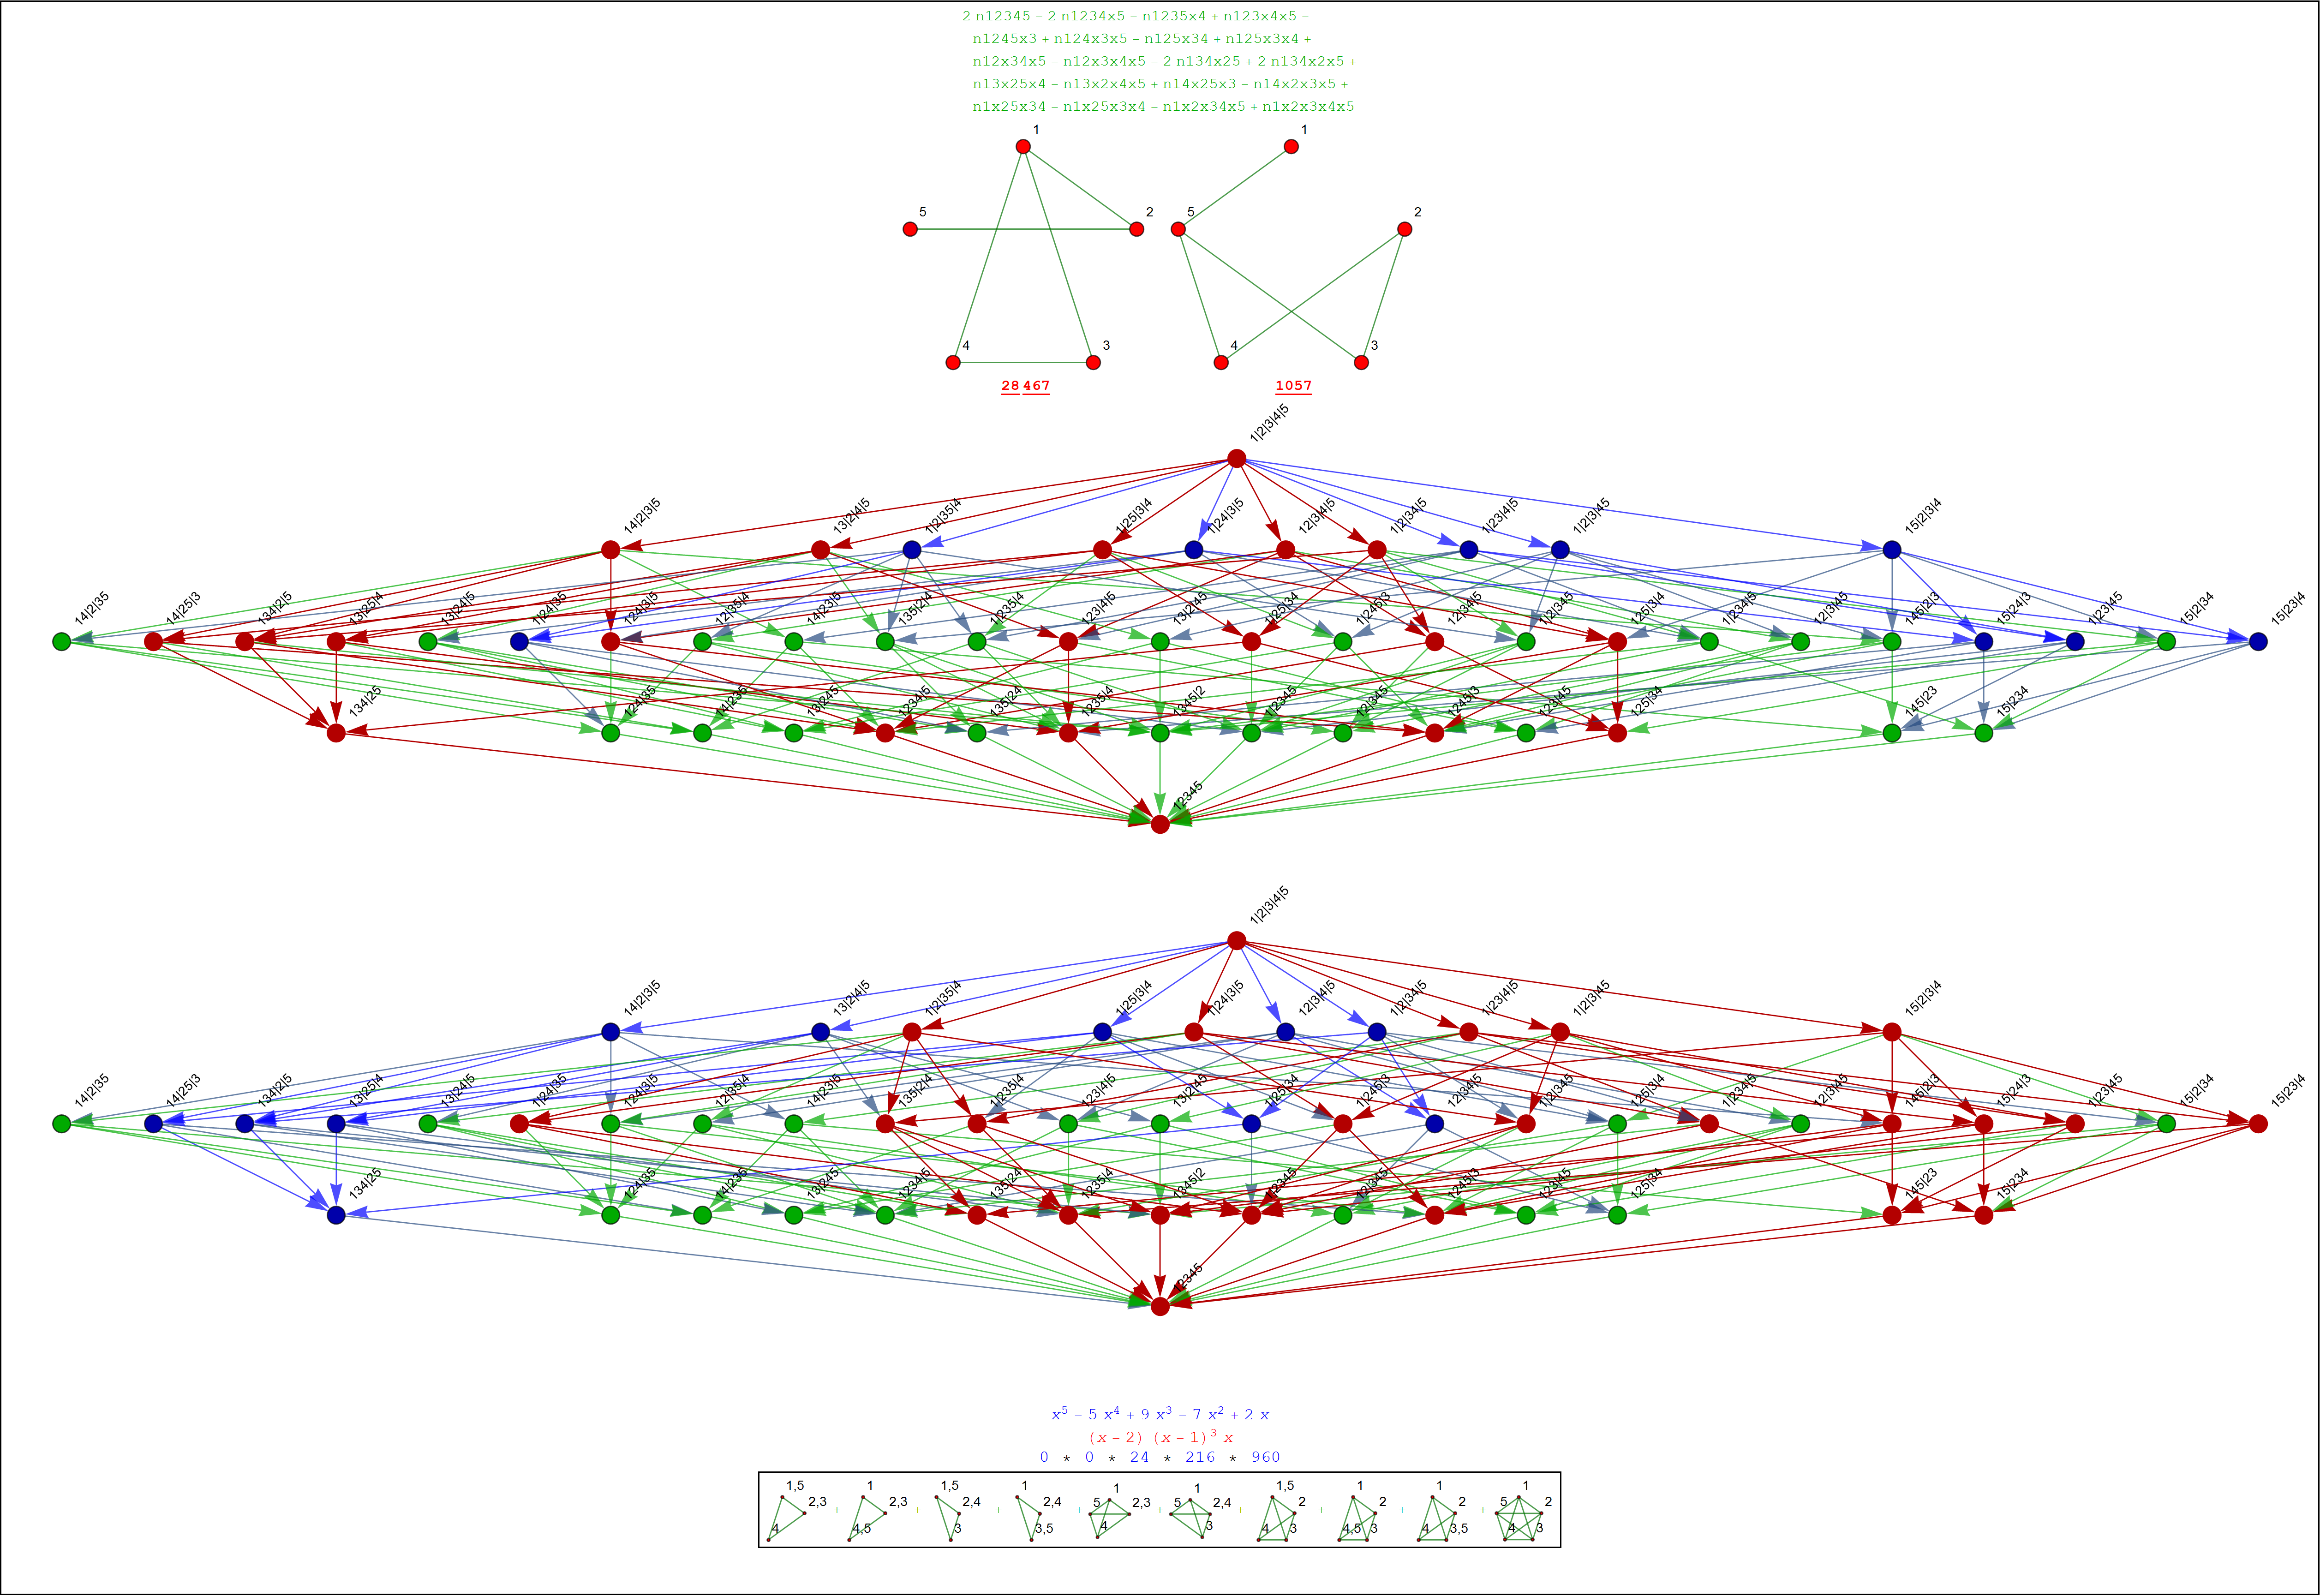 2 n12345 – 2 n1234x5 – n1235x4 + n123x4x5 –
n1245x3 + n124x3x5 – n125x34 + n125x3x4 +
n12x34x5 – n12x3x4x5 – 2 n134x25 + 2 n134x2x5 +
n13x25x4 – n13x2x4x5 + n14x25x3 – n14x2x3x5 +
n1x25x34 – n1x25x3x4 – n1x2x34x5 + n1x2x3x4x5
1 1
5 2 5 2
4 3 4 3
28 467 1057
1|2|3|4|5
14|2|3|5 13|2|4|5 1|2|35|4 1|25|3|4 1|24|3|5 12|3|4|5 1|2|34|5 1|23|4|5 1|2|3|45 15|2|3|4
14|2|35 14|25|3 134|2|5 13|25|4 13|24|5 1|24|35 124|3|5 12|35|4 14|23|5 135|2|4 1|235|4 123|4|5 13|2|45 1|25|34 1|245|3 12|34|5 1|2|345 125|3|4 1|234|5 12|3|45 145|2|3 15|24|3 1|23|45 15|2|34 15|23|4
134|25 124|35 14|235 13|245 1234|5 135|24 1235|4 1345|2 1|2345 12|345 1245|3 123|45 125|34 145|23 15|234
12345
1|2|3|4|5
14|2|3|5 13|2|4|5 1|2|35|4 1|25|3|4 1|24|3|5 12|3|4|5 1|2|34|5 1|23|4|5 1|2|3|45 15|2|3|4
14|2|35 14|25|3 134|2|5 13|25|4 13|24|5 1|24|35 124|3|5 12|35|4 14|23|5 135|2|4 1|235|4 123|4|5 13|2|45 1|25|34 1|245|3 12|34|5 1|2|345 125|3|4 1|234|5 12|3|45 145|2|3 15|24|3 1|23|45 15|2|34 15|23|4
134|25 124|35 14|235 13|245 1234|5 135|24 1235|4 1345|2 1|2345 12|345 1245|3 123|45 125|34 145|23 15|234
12345
x⁵ – 5 x⁴ + 9 x³ – 7 x² + 2 x
(x – 2) (x – 1)³ x
0 * 0 * 24 * 216 * 960
1,5 1 1,5 1 1 1 1,5 1 1 1
2,3 + 2,3 + 2,4 + 2,4 + 5 2,3 + 5 2,4 + 2 + 2 + 2 + 5 2
4 4,5 3 3,5 4 3 4 3 4,5 3 4 3,5 4 3